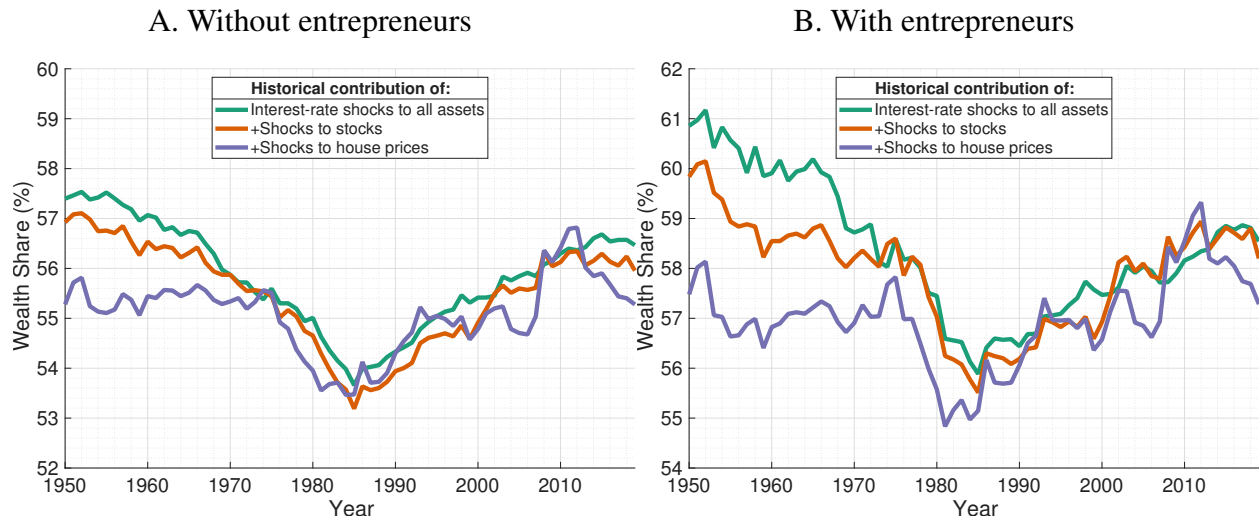 A. Without entrepreneurs
60
59
58
57
56
55
54
53
52
Wealth Share (%)
Historical contribution of:
Interest-rate shocks to all assets
+Shocks to stocks
+Shocks to house prices
1950 1960 1970 1980 1990 2000 2010
Year
B. With entrepreneurs
62
61
60
59
58
57
56
55
54
Wealth Share (%)
Historical contribution of:
Interest-rate shocks to all assets
+Shocks to stocks
+Shocks to house prices
1950 1960 1970 1980 1990 2000 2010
Year